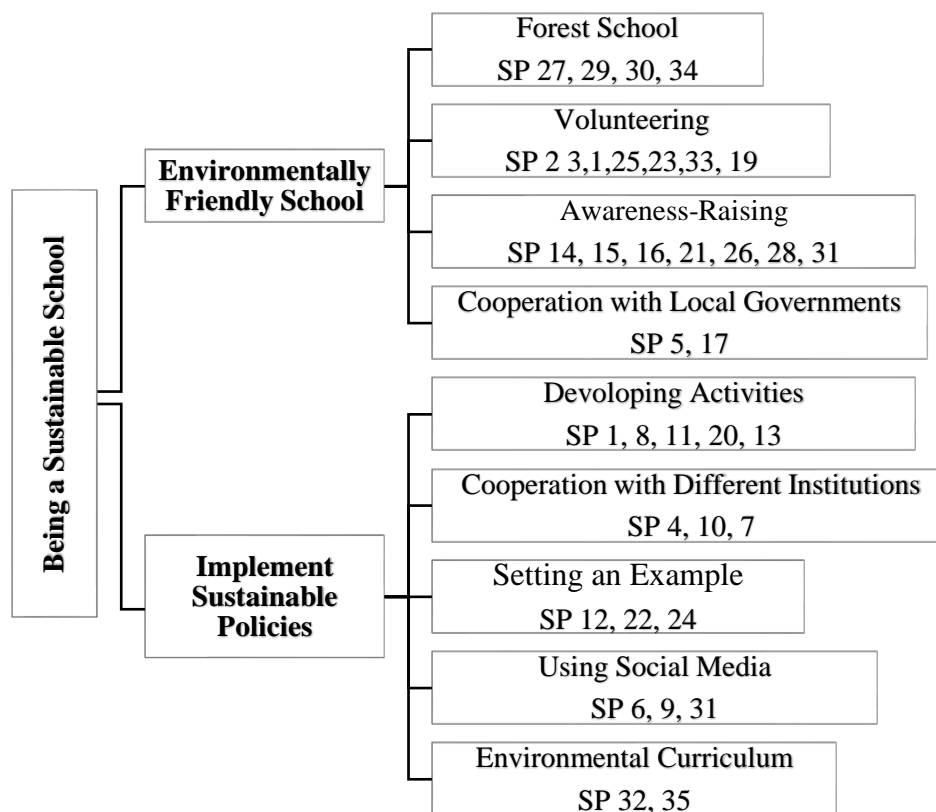 Being a Sustainable School
Environmentally
Friendly School
Forest School
SP 27, 29, 30, 34
Volunteering
SP 2 3,1,25,23,33, 19
Awareness-Raising
SP 14, 15, 16, 21, 26, 28, 31
Cooperation with Local Governments
SP 5, 17
Implement
Sustainable
Policies
Devoloping Activities
SP 1, 8, 11, 20, 13
Cooperation with Different Institutions
SP 4, 10, 7
Setting an Example
SP 12, 22, 24
Using Social Media
SP 6, 9, 31
Environmental Curriculum
SP 32, 35